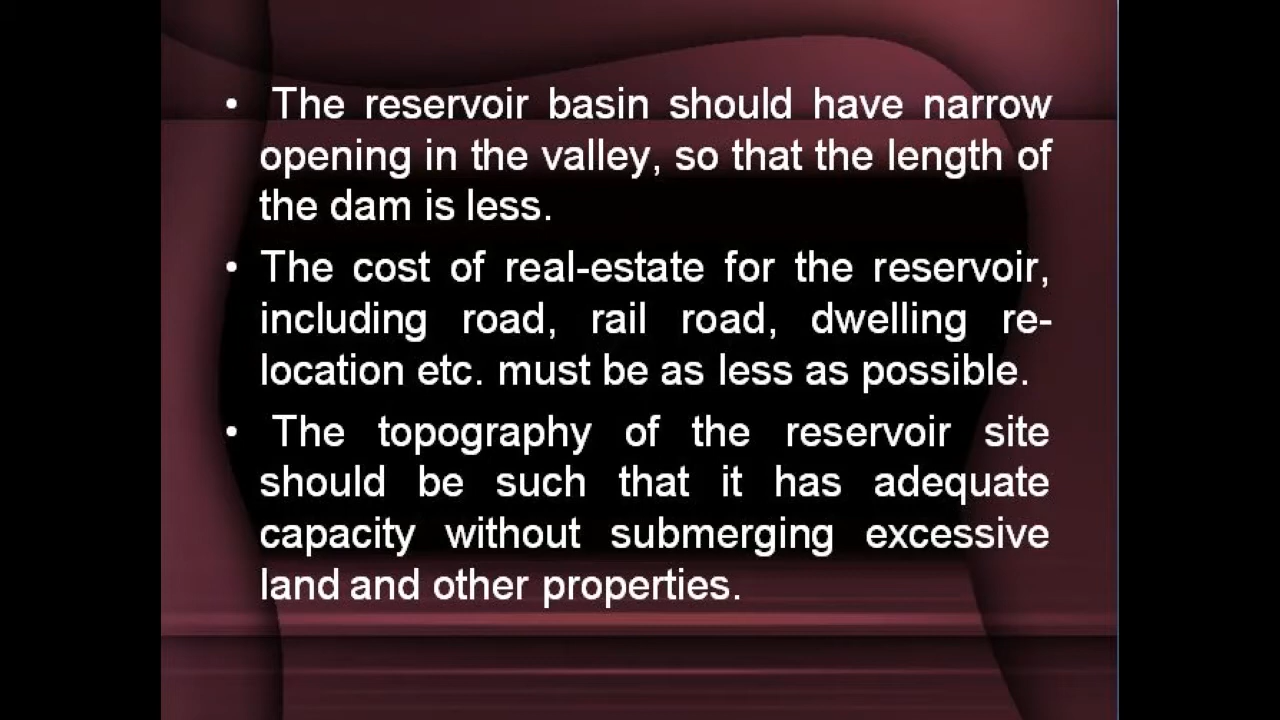 • The reservoir basin should have narrow
opening in the valley, so that the length of
the dam is less.
• The cost of real-estate for the reservoir,
including road, rail road, dwelling re-
location etc. must be as less as possible.
• The topography of the reservoir site
should be such that it has adequate
capacity without submerging excessive
land and other properties.